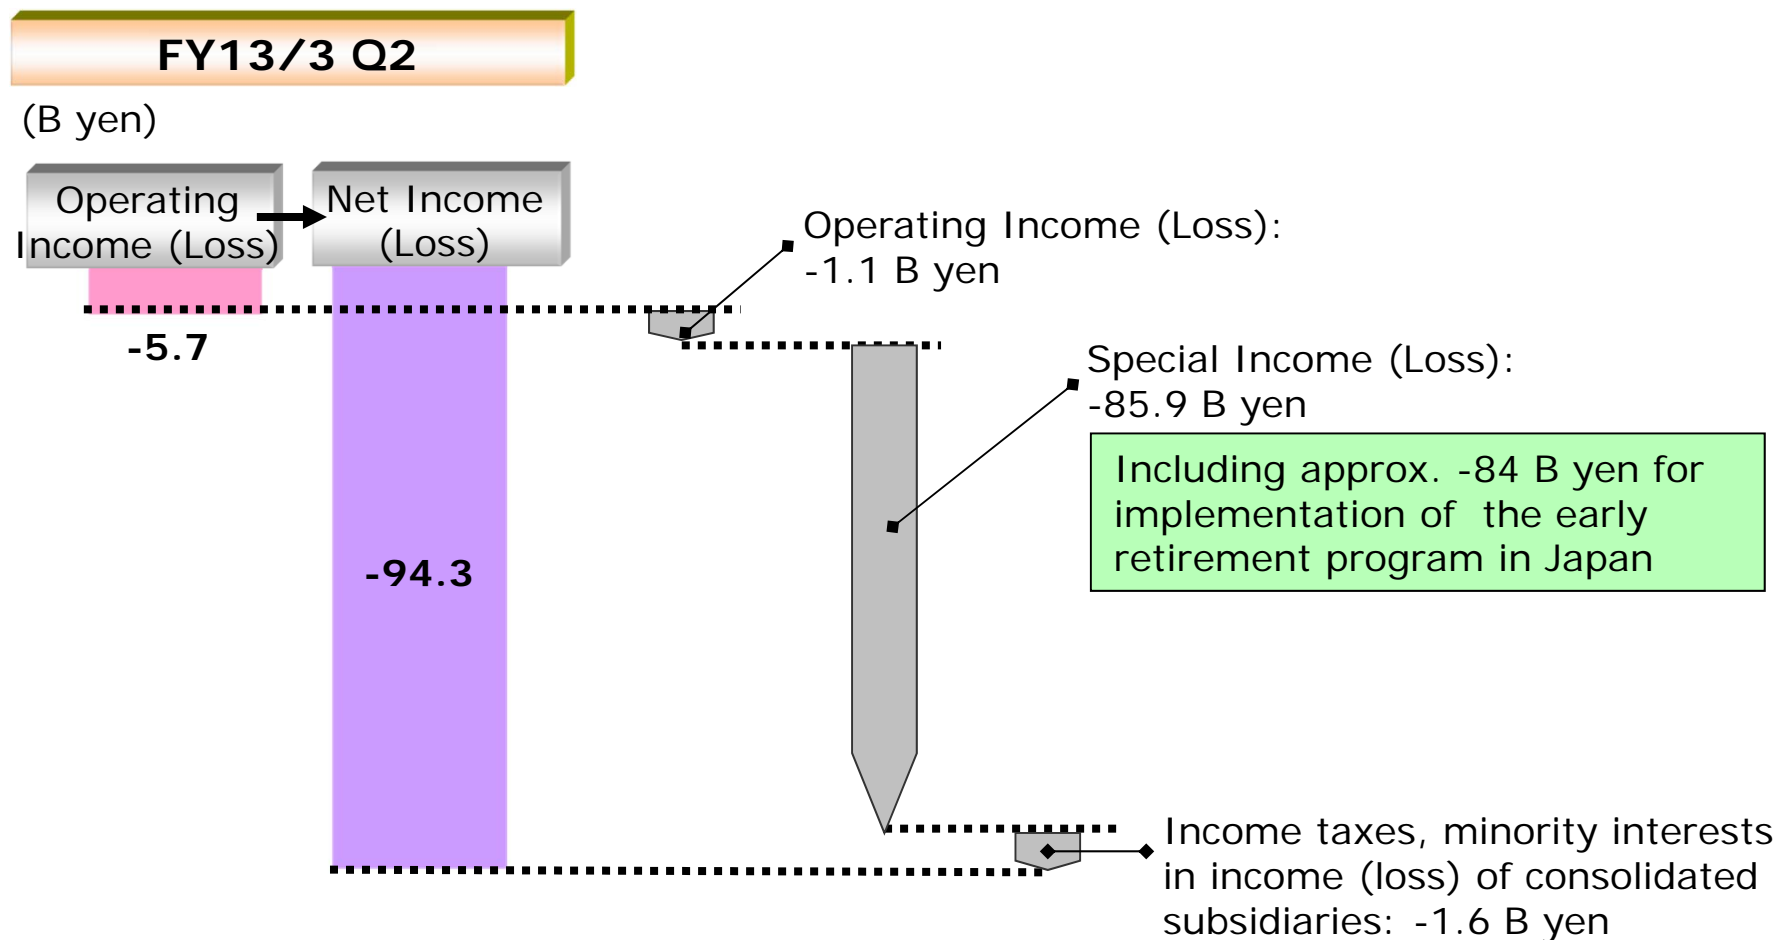 FY13/3 Q2
(B yen)
Operating
Income (Loss)
Net Income
(Loss)
-5.7
-94.3
Operating Income (Loss):
-1.1 B yen
Special Income (Loss):
-85.9 B yen
Including approx. -84 B yen for
implementation of the early
retirement program in Japan
Income taxes, minority interests
in income (loss) of consolidated
subsidiaries: -1.6 B yen